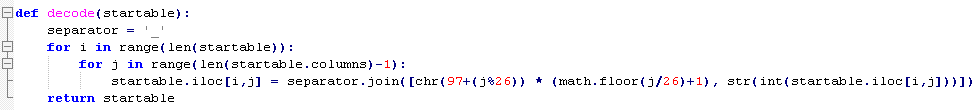 def decode(startable):
    separator = '_'
    for i in range(len(startable)):
        for j in range(len(startable.columns)-1):
            startable.iloc[i,j] = separator.join([chr(97+(j%26)) * (math.floor(j/26)+1), str(int(startable.iloc[i,j]))])
    return startable